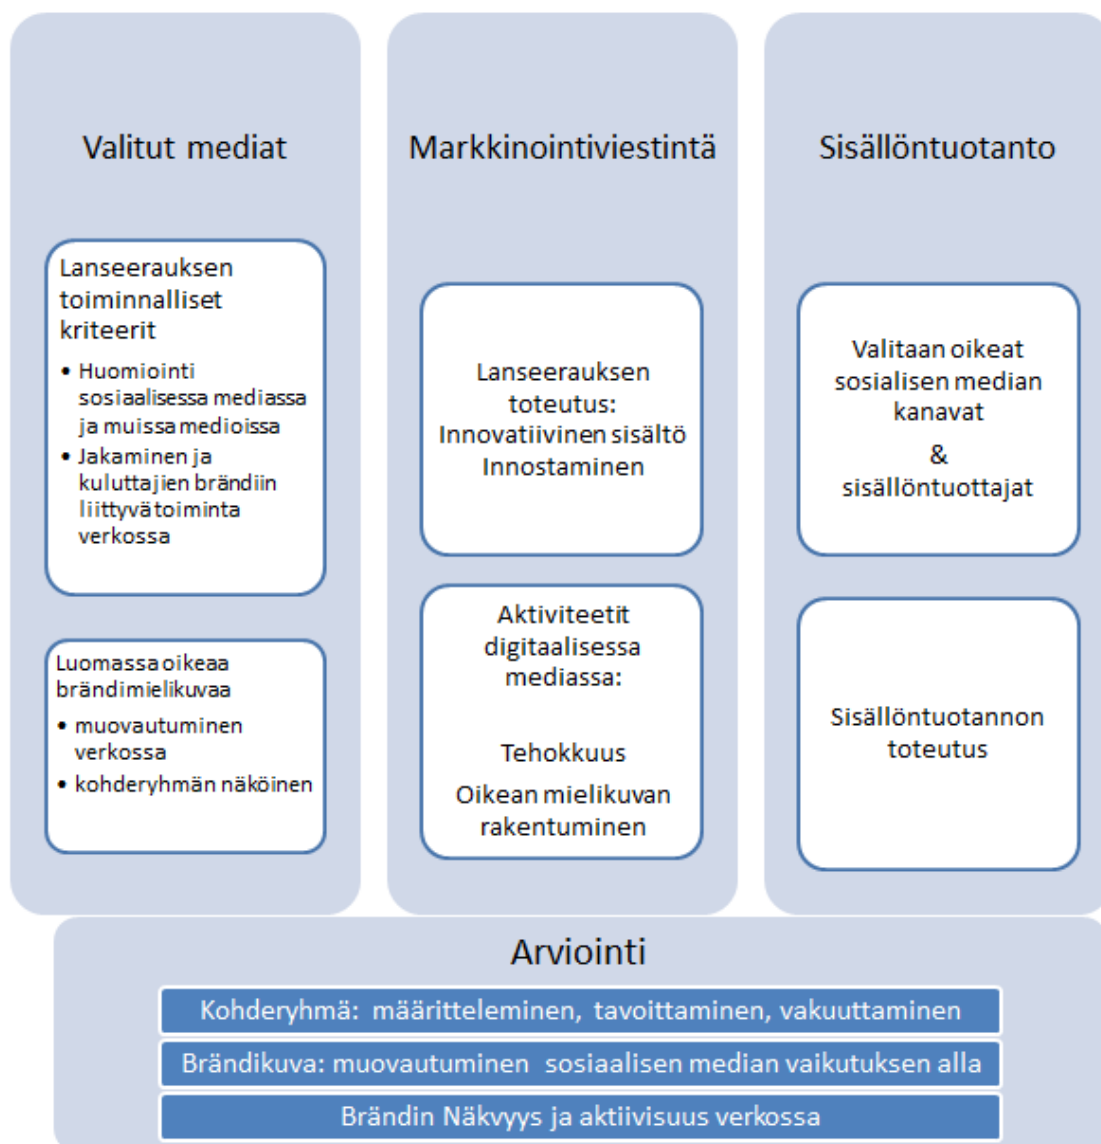 Valitut mediat
Lanseerauksen
toiminnalliset
kriteerit
• Huomiointi
sosiaalisessa mediassa
ja muissa medioissa
• Jakaminen ja
kuluttajien brändiin
liittyvä toiminta
verkossa
Luomassa oikeaa
brändimielikuvaa
• muovautuminen
verkossa
• kohderyhmän näköinen
Markkinointiviestintä
Lanseerauksen
toteutus:
Innovatiivinen sisältö
Innostaminen
Aktiviteetit
digitaalisessa
mediassa:
Tehokkuus
Oikean mielikuvan
rakentuminen
Sisällöntuotanto
Valitaan oikeat
sosialisen median
kanavat
&
sisällöntuottajat
Sisällöntuotannon
toteutus
Arviointi
Kohderyhmä: määritteleminen, tavoittaminen, vakuuttaminen
Brändikuva: muovautuminen sosiaalisen median vaikutuksen alla
Brändin Näkvyys ja aktiivisuus verkossa